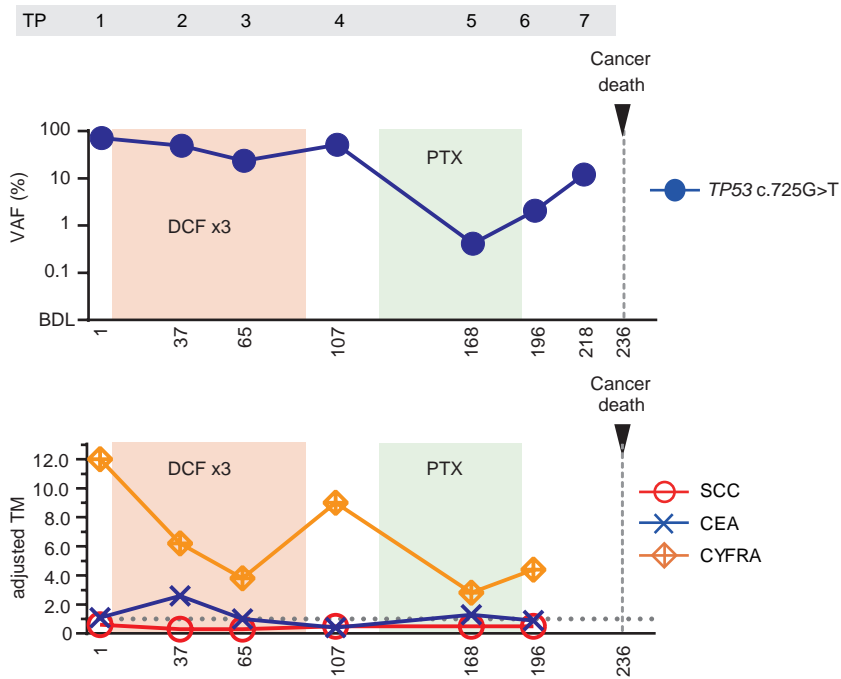 TP 1 2 3 4 5 6 7
Cancer
death
100
10
1
0.1
BDL
VAF (%)
DCF x3
PTX
TP53 c.725G>T
1 37 65 107 168 196 218 236
Cancer
death
12.0
10.0
8.0
6.0
4.0
2.0
0
adjusted TM
DCF x3
PTX
SCC
CEA
CYFRA
1 37 65 107 168 196 236